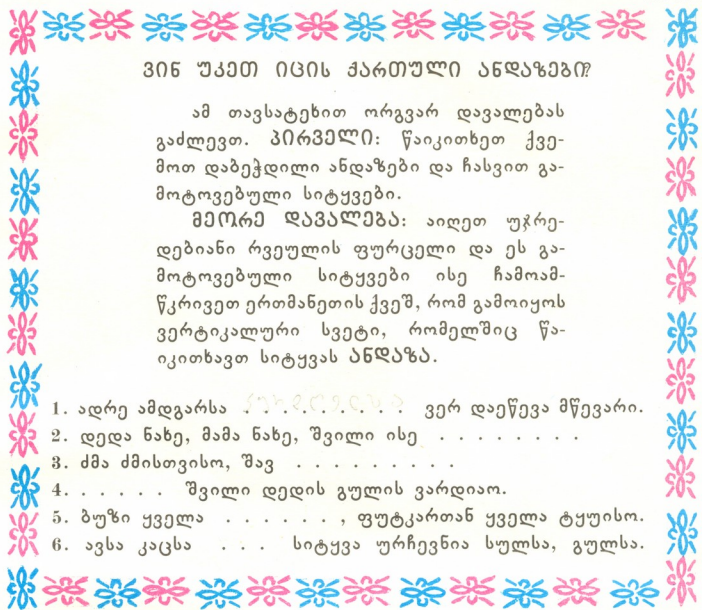 ვინ უკეთ იცის ქართული ანდაზები?
ამ თავსატეხით ორგვარ დავალებას
გაძლევთ. პირველი: წაიკითხეთ ქვე-
მოთ დაბეჭდილი ანდაზები და ჩასვით გა-
მოტოვებული სიტყვები.
მეორე დავალება: აიღეთ უჯრე-
დებიანი რვეულის ფურცელი და ეს გა-
მოტოვებული სიტყვები ისე ჩამოამ-
წკრივეთ ერთმანეთის ქვეშ, რომ გამოიყოს
ვერტიკალური სვეტი, რომელშიც წა-
იკითხავთ სიტყვას ანდაზა.
1. ადრე ამდგარსა . . . . . . . . . ვერ დაეწევა მწევარი.
2. დედა ნახე, მამა ნახე, შვილი ისე . . . . . . . .
3. ძმა ძმისთვისო, შავ . . . . . . . . .
4. . . . . . . შვილი დედის გულის ვარდიაო.
5. ბუზი ყველა . . . . . . . , ფუტკართან ყველა ტყუისო.
6. ავსა კაცსა . . . სიტყვა ურჩევნია სულსა, გულსა.